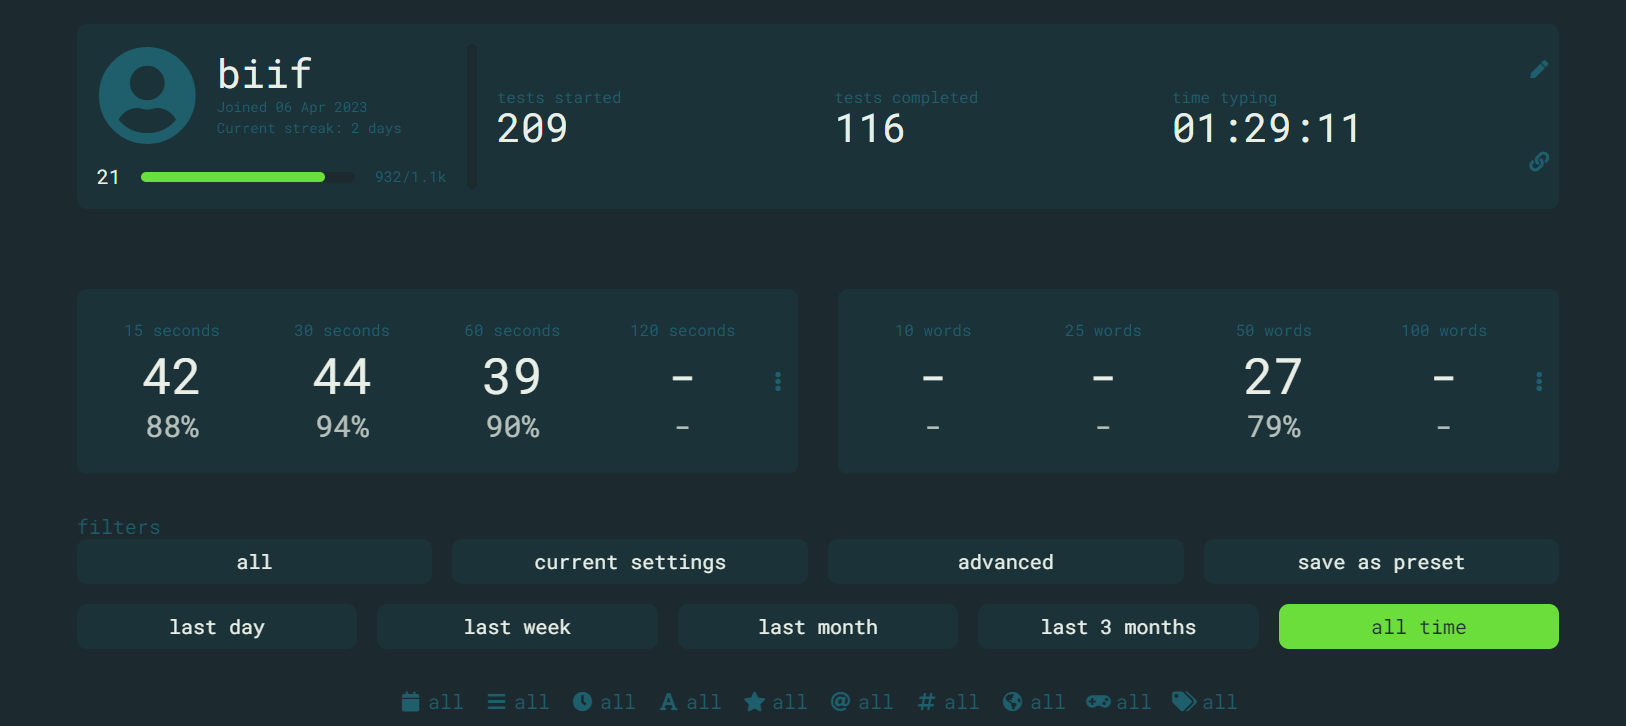 biif
Joined 06 Apr 2023
Current streak: 2 days
21 932/1.1k
tests started
209
tests completed
116
time typing
01:29:11
15 seconds 30 seconds 60 seconds 120 seconds
42 44 39 -
88% 94% 90% -
10 words 25 words 50 words 100 words
- - 27 -
- - 79% -
filters
all current settings advanced save as preset
last day last week last month last 3 months all time
all all all all all all all all all all